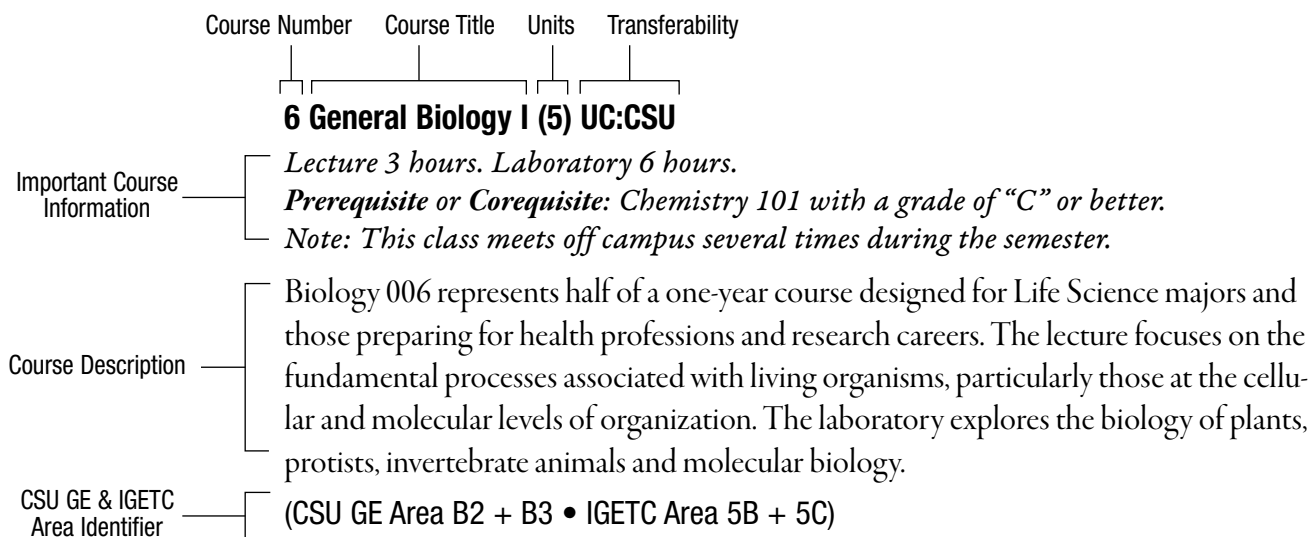 Course Number Course Title Units Transferability
6 General Biology I (5) UC:CSU
Important Course
Information
Lecture 3 hours. Laboratory 6 hours.
Prerequisite or Corequisite: Chemistry 101 with a grade of “C” or better.
Note: This class meets off campus several times during the semester.
Course Description
Biology 006 represents half of a one-year course designed for Life Science majors and
those preparing for health professions and research careers. The lecture focuses on the
fundamental processes associated with living organisms, particularly those at the cellu-
lar and molecular levels of organization. The laboratory explores the biology of plants,
protists, invertebrate animals and molecular biology.
CSU GE & IGETC
Area Identifier
(CSU GE Area B2 + B3 • IGETC Area 5B + 5C)